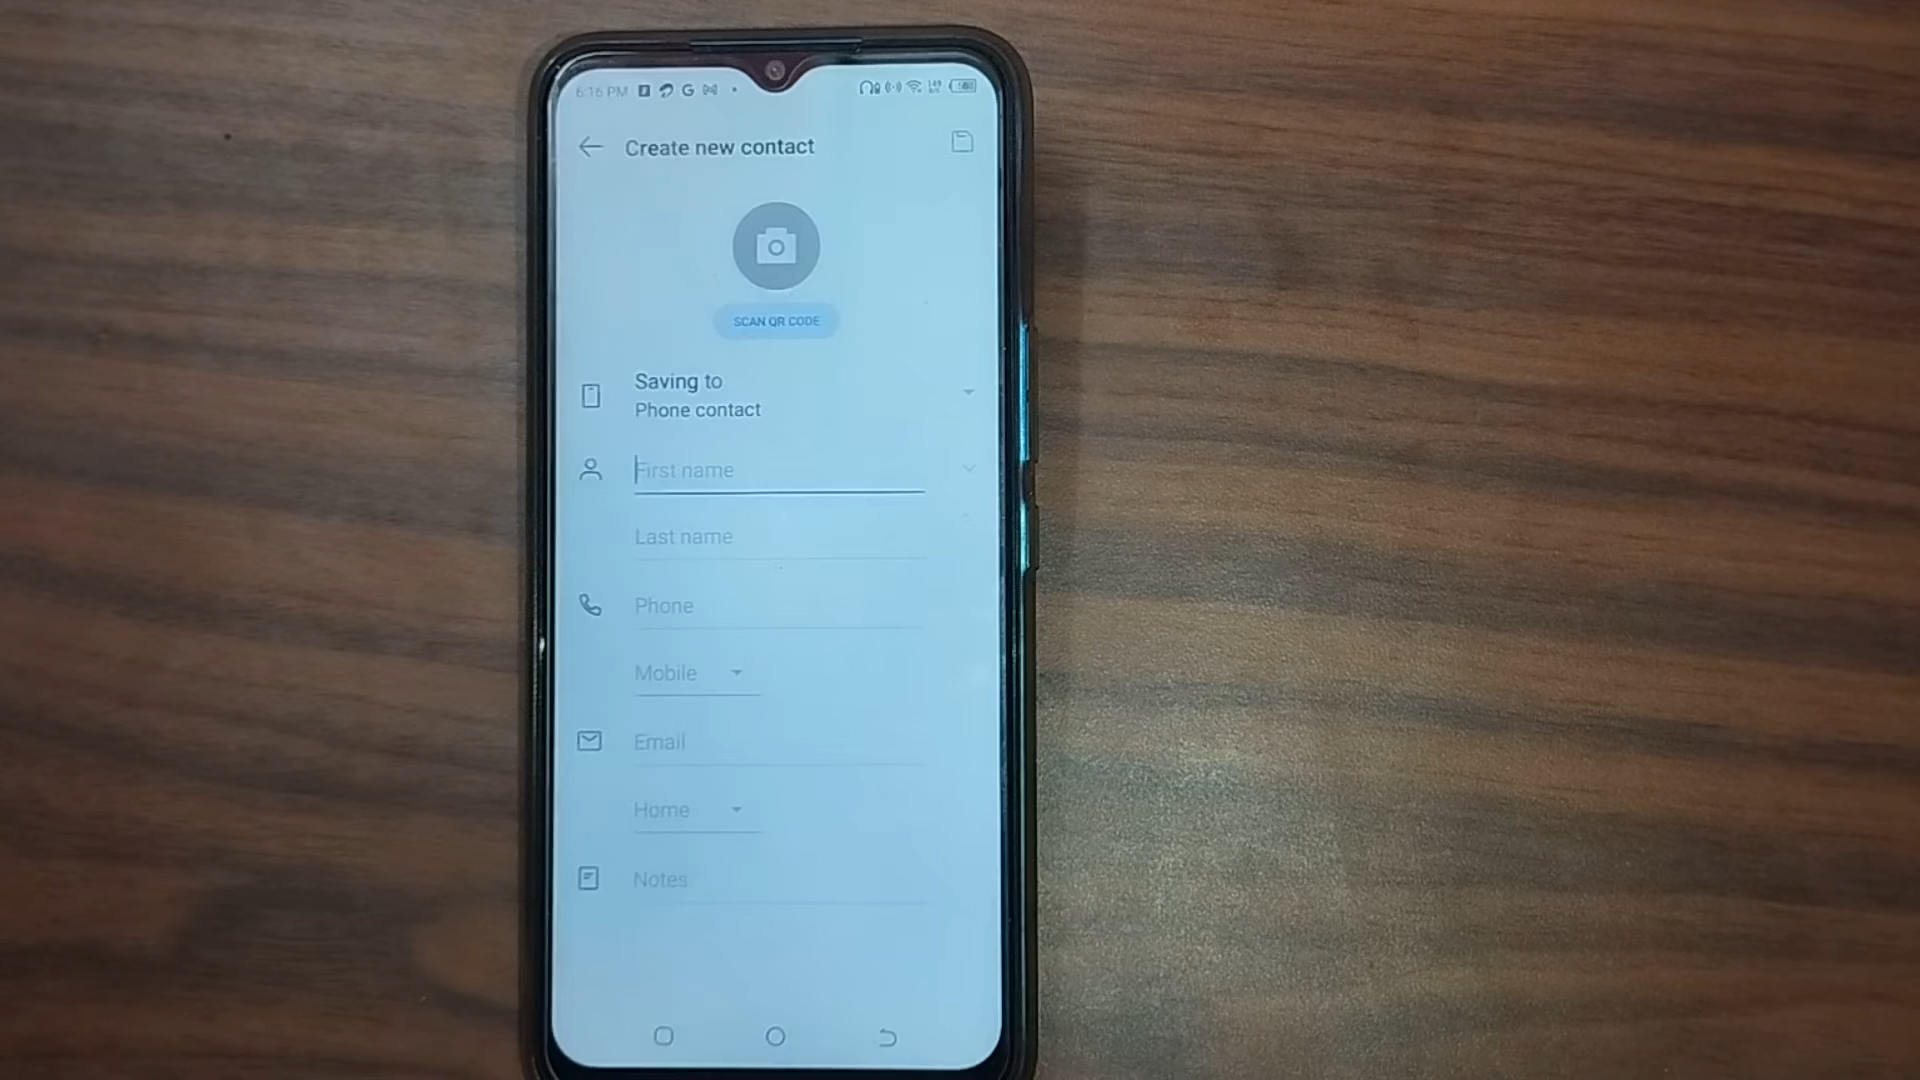 6:16 PM
Create new contact
SCAN QR CODE
Saving to
Phone contact
First name
Last name
Phone
Mobile
Email
Home
Notes